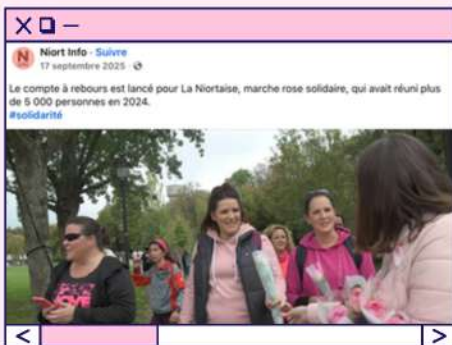 Niort Info · Suivre
17 septembre 2025 ·
Le compte à rebours est lancé pour La Niortaise, marche rose solidaire, qui avait réuni plus
de 5 000 personnes en 2024.
#solidarité